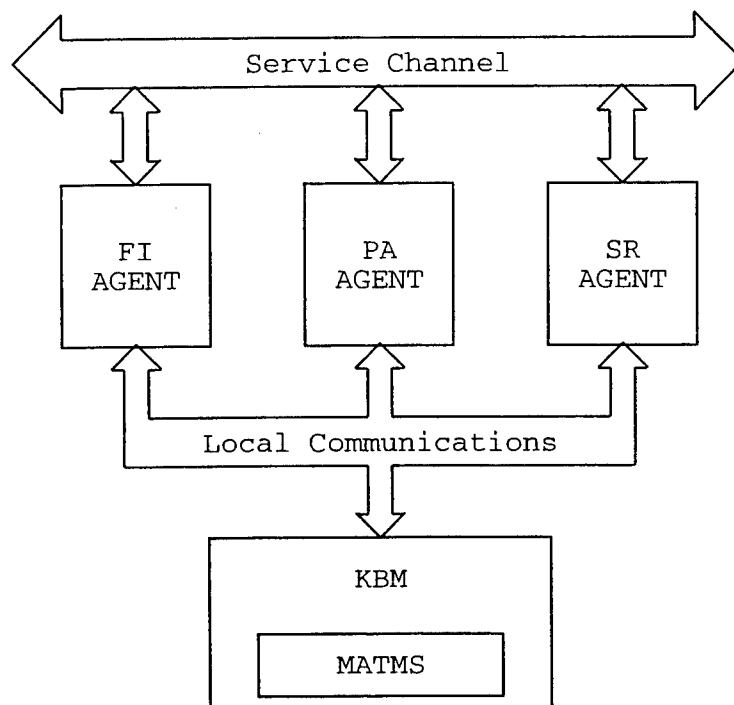 Service Channel
FI
AGENT
PA
AGENT
SR
AGENT
Local Communications
KBM
MATMS